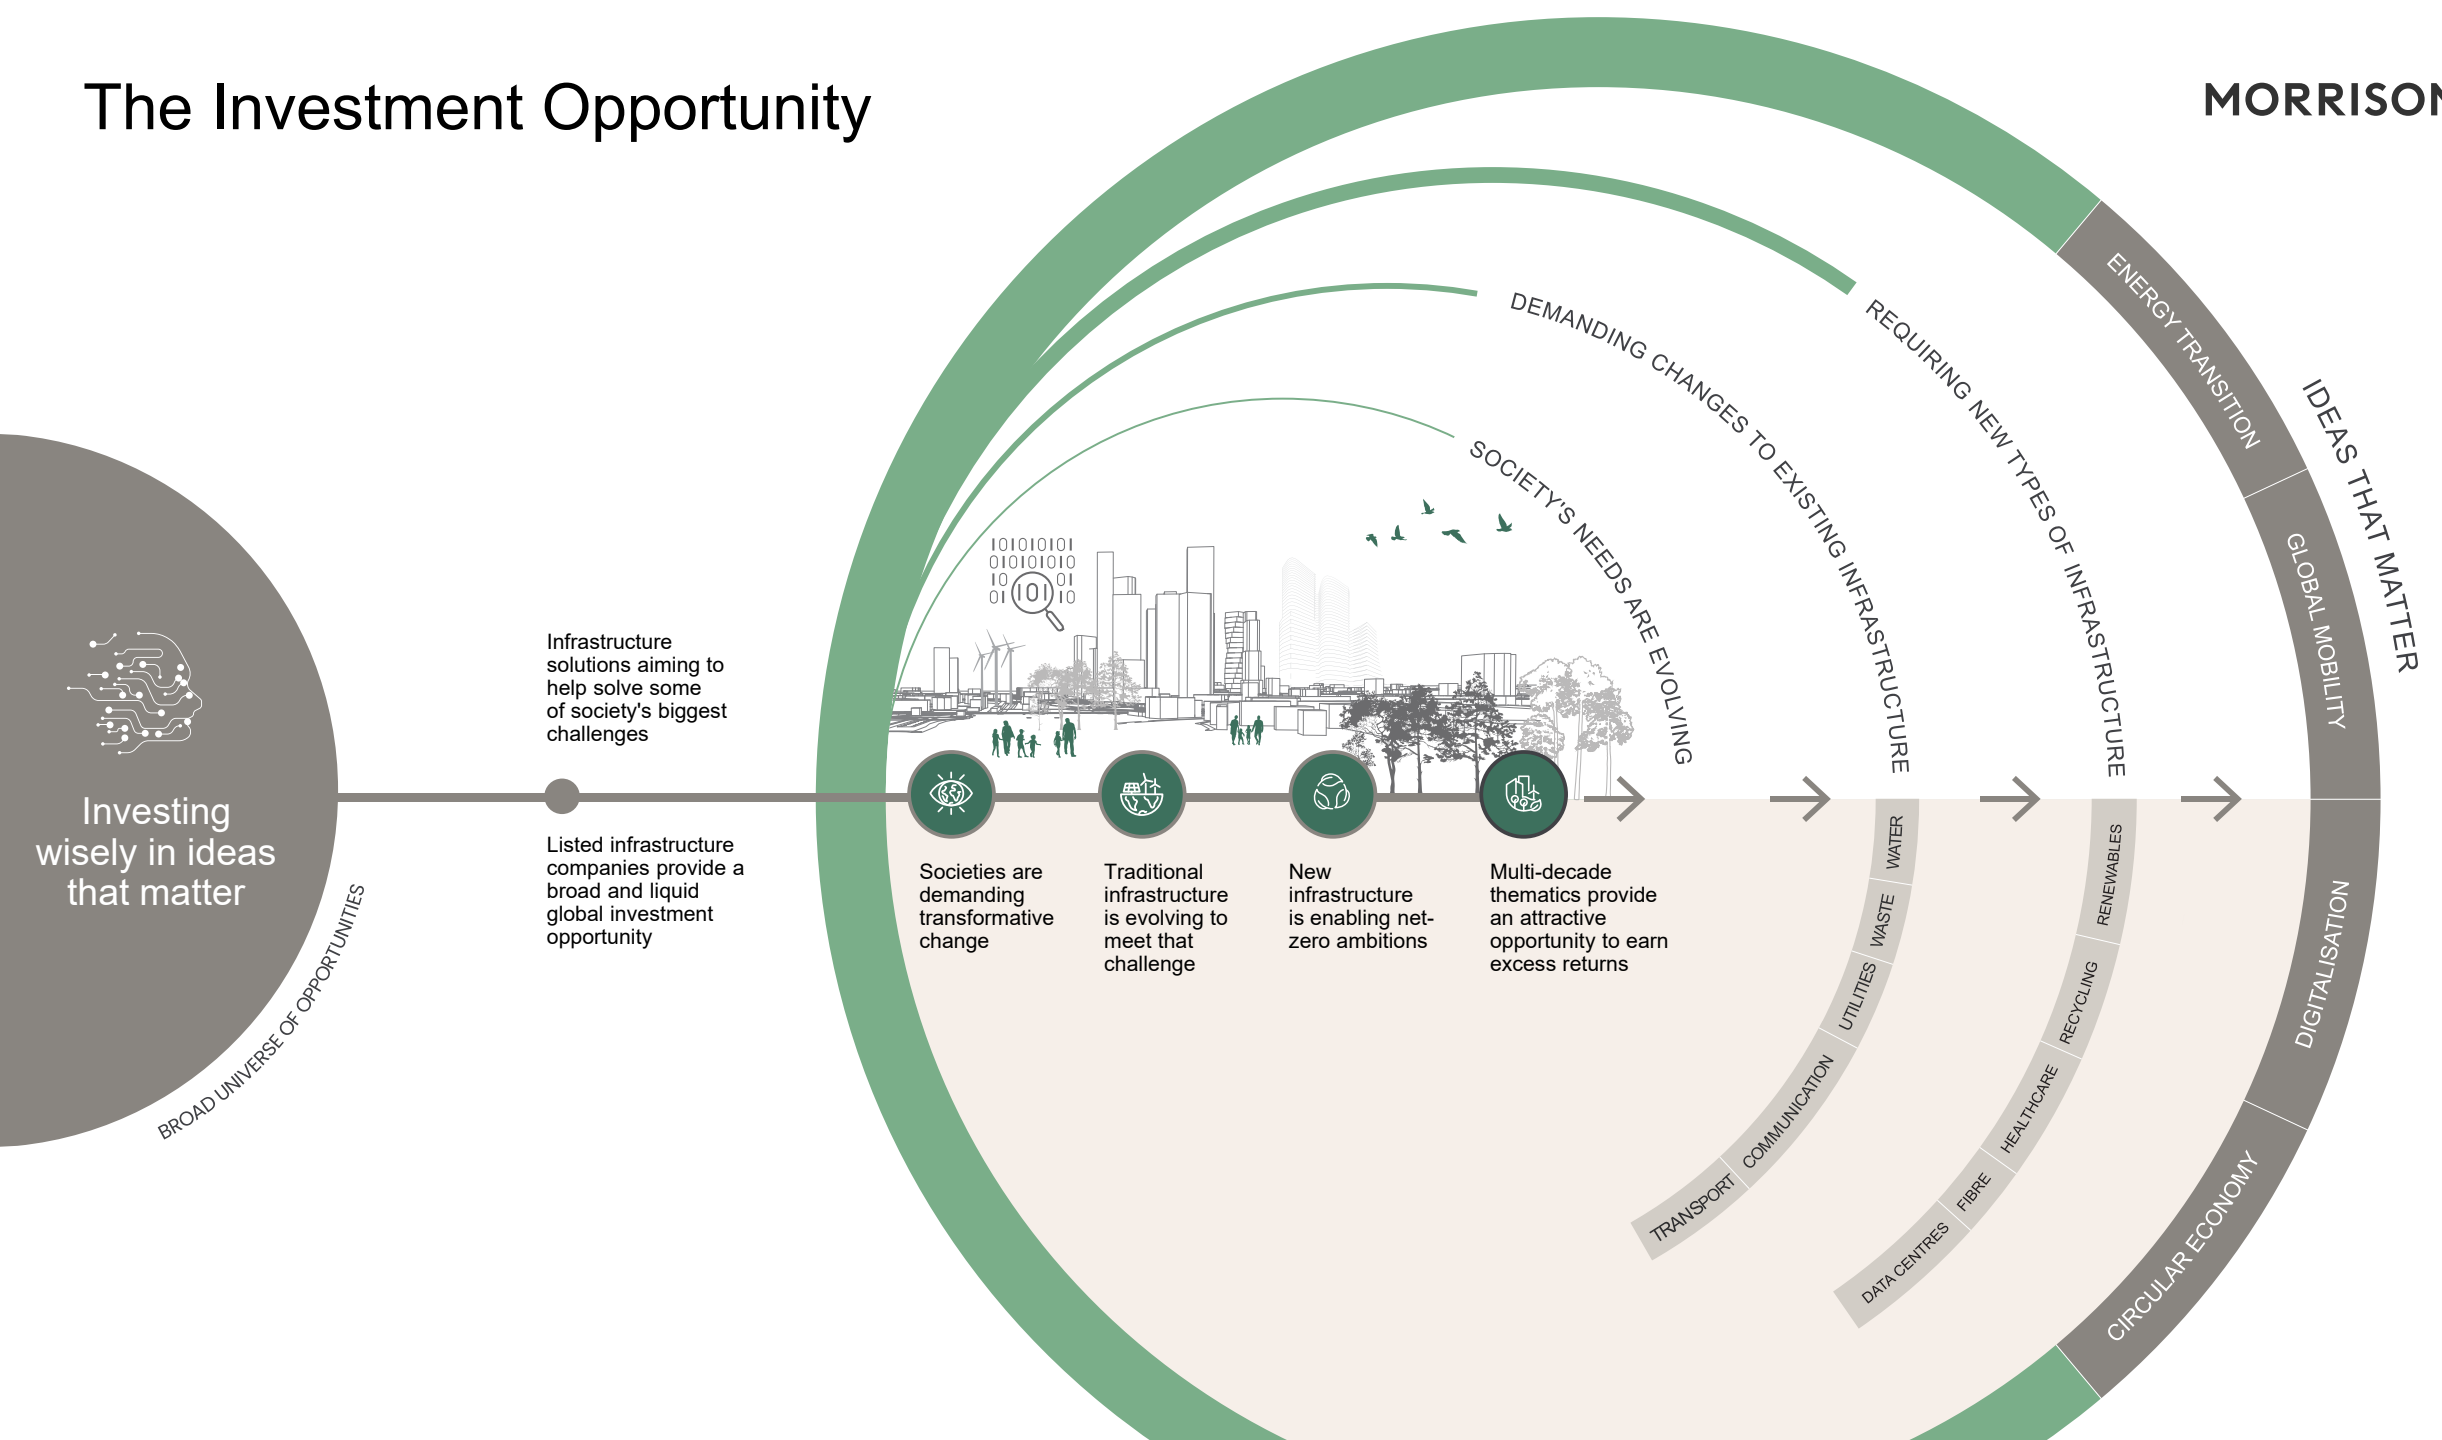 The Investment Opportunity
MORRISON
Investing
wisely in ideas
that matter
BROAD UNIVERSE OF OPPORTUNITIES
Infrastructure
solutions aiming to
help solve some
of society's biggest
challenges
Listed infrastructure
companies provide a
broad and liquid
global investment
opportunity
01010101
SOCIETY'S NEEDS ARE EVOLVING
DEMANDING CHANGES TO EXISTING INFRASTRUCTURE
REQUIRING NEW TYPES OF INFRASTRUCTURE
IDEAS THAT MATTER
Societies are
demanding
transformative
change
Traditional
infrastructure
is evolving to
meet that
challenge
New
infrastructure
is enabling net-
zero ambitions
Multi-decade
thematics provide
an attractive
opportunity to earn
excess returns
WATER
WASTE
UTILITIES
COMMUNICATION
TRANSPORT
RENEWABLES
RECYCLING
HEALTHCARE
FIBRE
DATA CENTRES
ENERGY TRANSITION
GLOBAL MOBILITY
DIGITALISATION
CIRCULAR ECONOMY